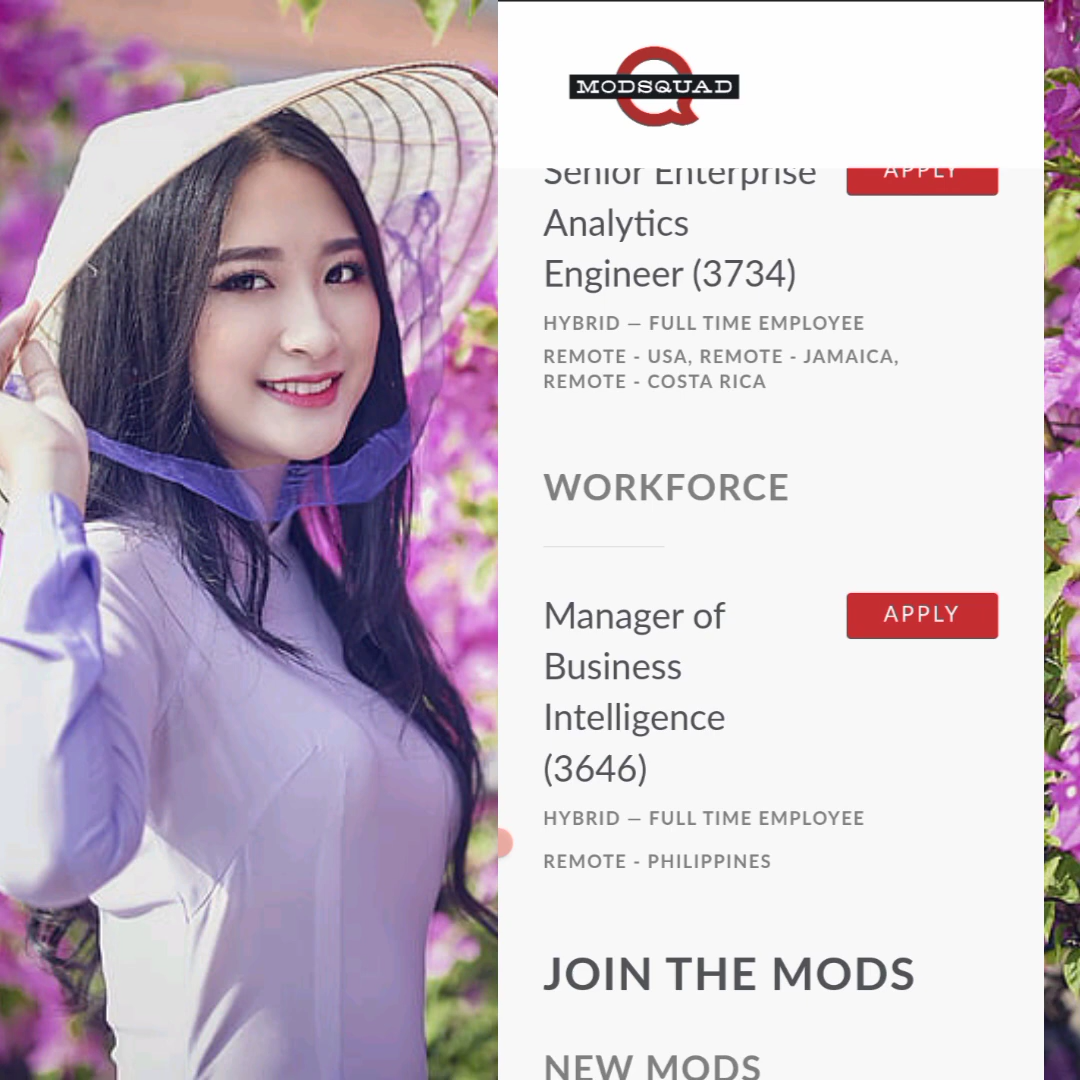 MODSQUAD
Senior Enterprise
APPLY
Analytics
Engineer (3734)
HYBRID — FULL TIME EMPLOYEE
REMOTE - USA, REMOTE - JAMAICA,
REMOTE - COSTA RICA
WORKFORCE
Manager of
APPLY
Business
Intelligence
(3646)
HYBRID — FULL TIME EMPLOYEE
REMOTE - PHILIPPINES
JOIN THE MODS
NEW MODS